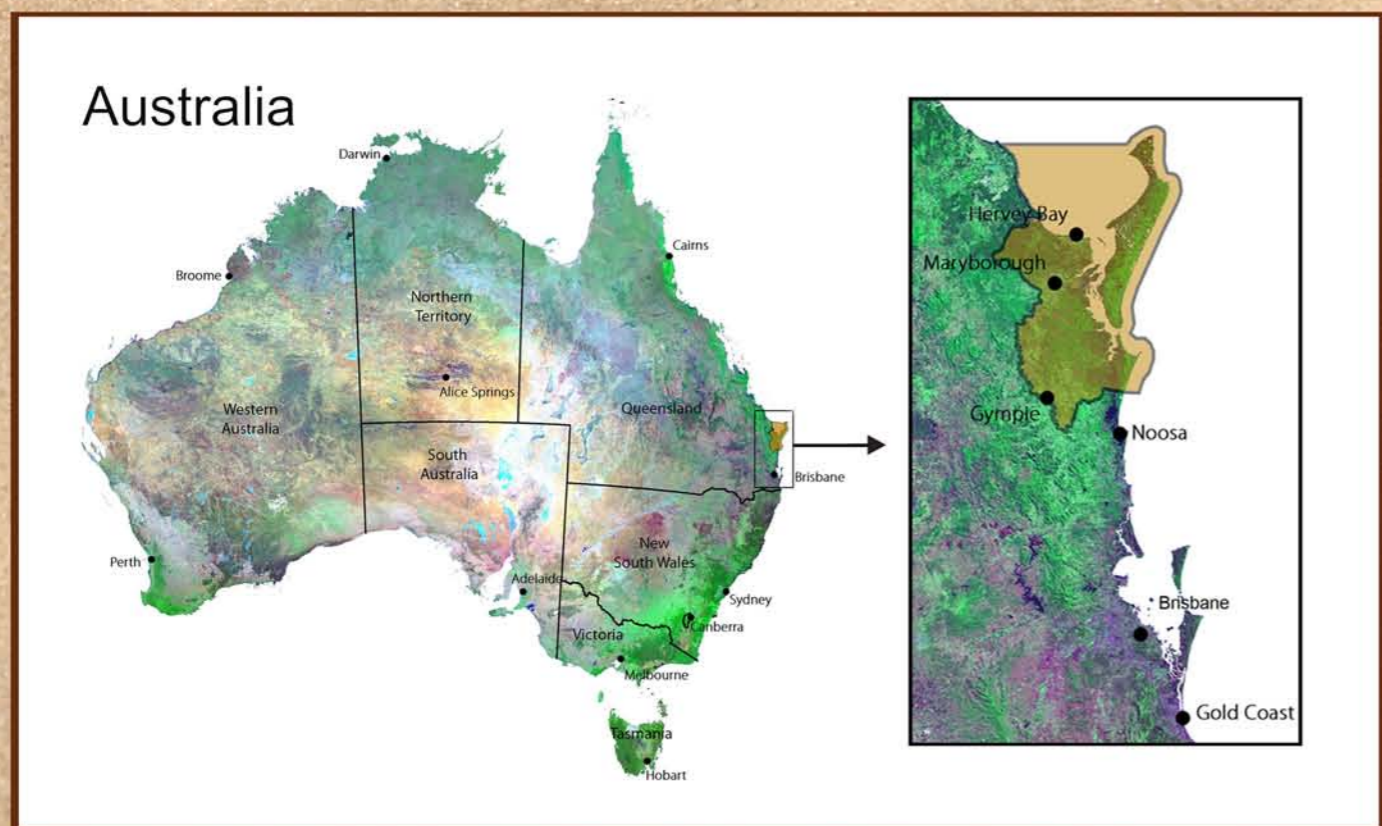 Australia
Darwin
Cairns
Broome
Northern
Territory
Alice Springs
Western
Australia
Queensland
South
Australia
Brisbane
New
South Wales
Perth
Adelaide
Sydney
Canberra
Victoria
Melbourne
Tasmania
Hobart
Hervey Bay
Maryborough
Gympie
Noosa
Brisbane
Gold Coast